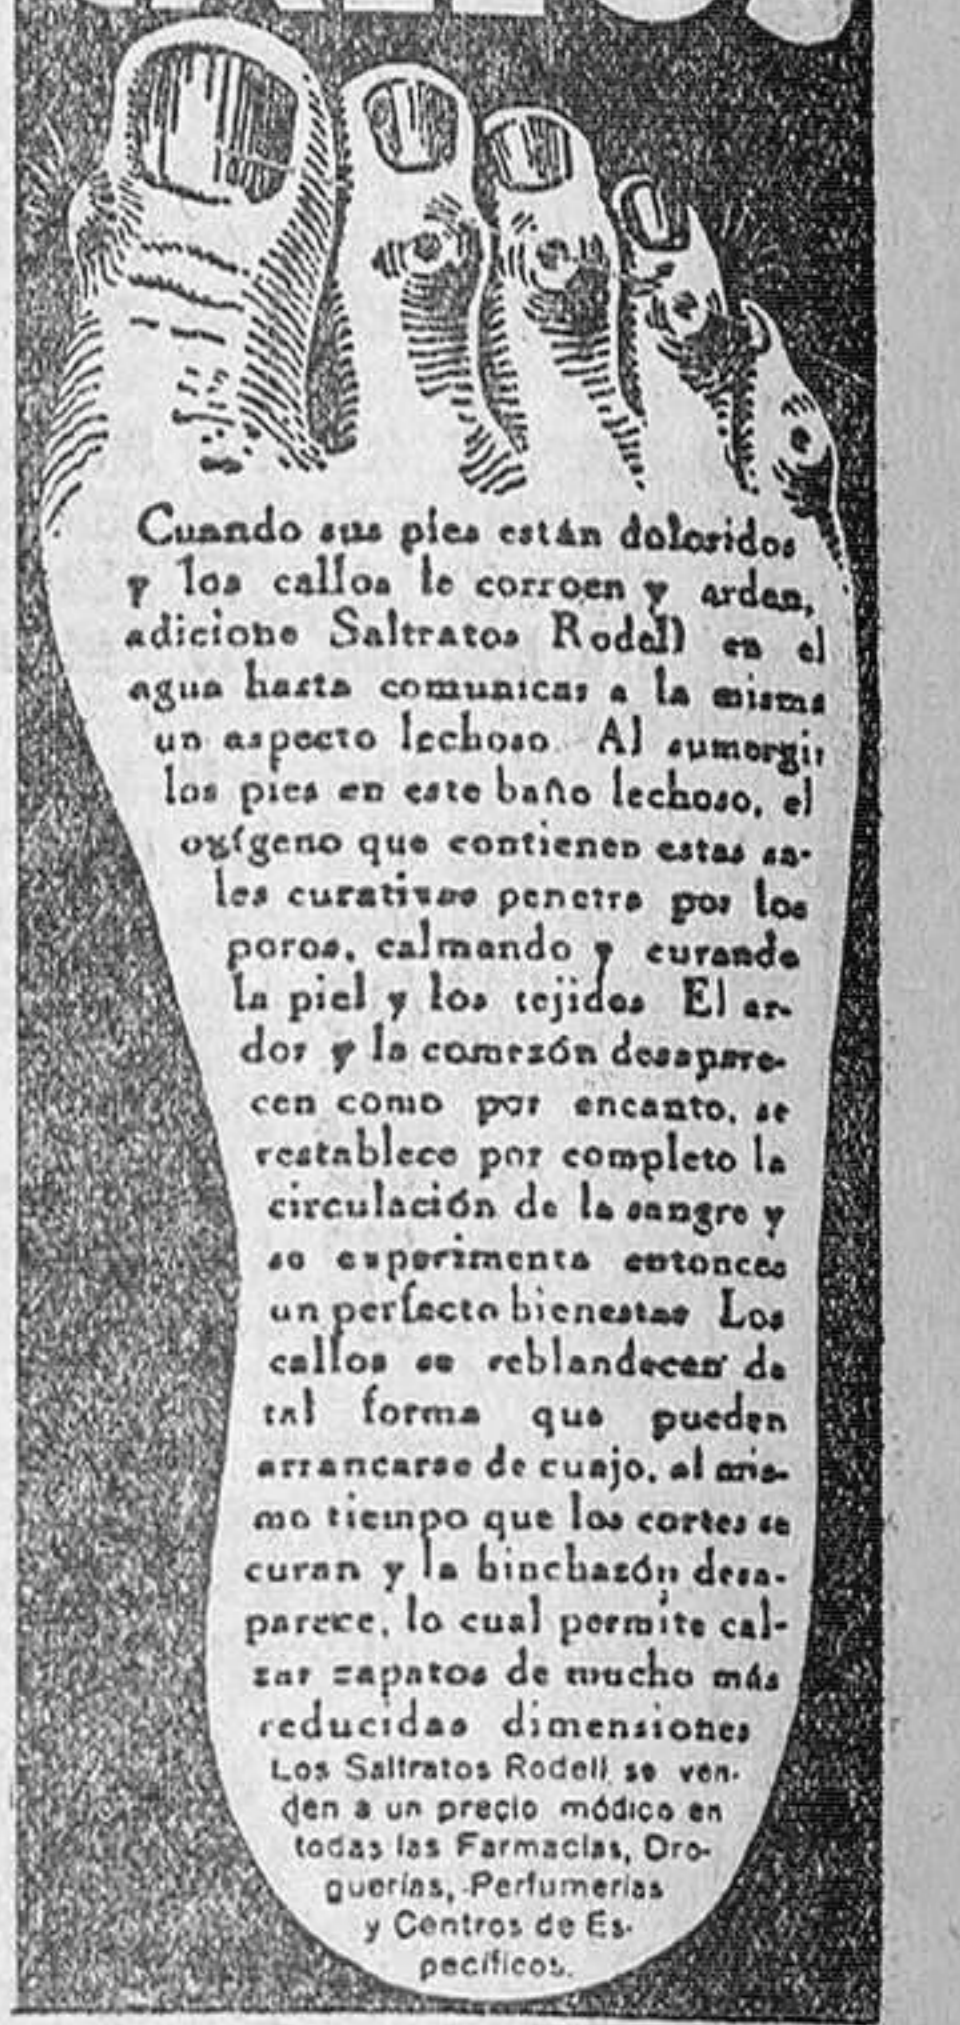 Cuando sus pies están doloridos
y los callos le corroen y arden,
adicione Saltratos Rodell en el
agua hasta comunicar a la misma
un aspecto lechoso. Al sumergir
los pies en este baño lechoso, el
oxígeno que contienen estas sa-
les curativas penetra por los
poros, calmando y curando
la piel y los tejidos El ar-
dor y la comezón desapare-
cen como por encanto, se
restablece por completo la
circulación de la sangre y
se experimenta entonces
un perfecto bienestar Los
callos se reblandecen de
tal forma que pueden
arrancarse de cuajo, al mis-
mo tiempo que los cortes se
curan y la hinchazón desa-
parece, lo cual permite cal-
zar zapatos de mucho más
reducidas dimensiones
Los Saltratos Rodell se ven-
den a un precio módico en
todas las Farmacias, Dro-
guerías, Perfumerías
y Centros de Es-
pecíficos.